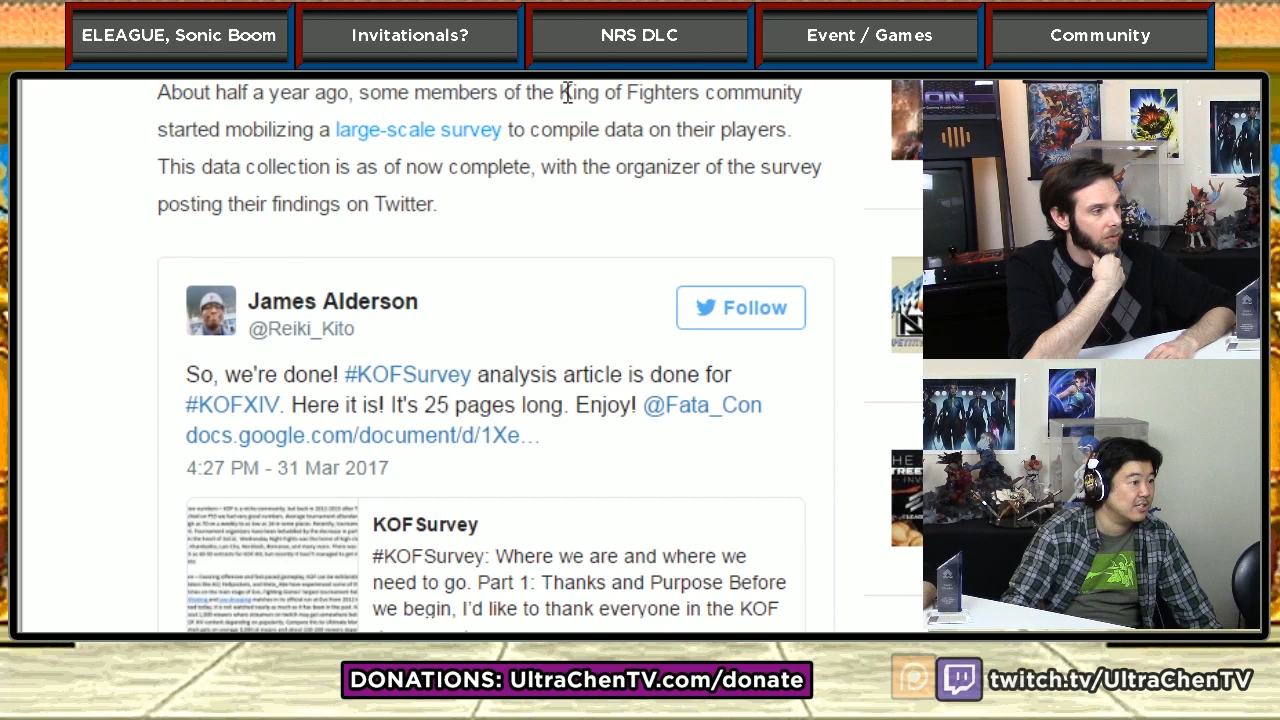 ELEAGUE, Sonic Boom
Invitationals?
NRS DLC
Event / Games
Community
About half a year ago, some members of the King of Fighters community
started mobilizing a large-scale survey to compile data on their players.
This data collection is as of now complete, with the organizer of the survey
posting their findings on Twitter.
James Alderson
@Reiki_Kito
Follow
So, we're done! #KOFSurvey analysis article is done for
#KOFXIV. Here it is! It's 25 pages long. Enjoy! @Fata_Con
docs.google.com/document/d/1Xe...
4:27 PM - 31 Mar 2017
KOFSurvey
#KOFSurvey: Where we are and where we
need to go. Part 1: Thanks and Purpose Before
we begin, I'd like to thank everyone in the KOF
DONATIONS: UltraChenTV.com/donate
twitch.tv/UltraChenTV